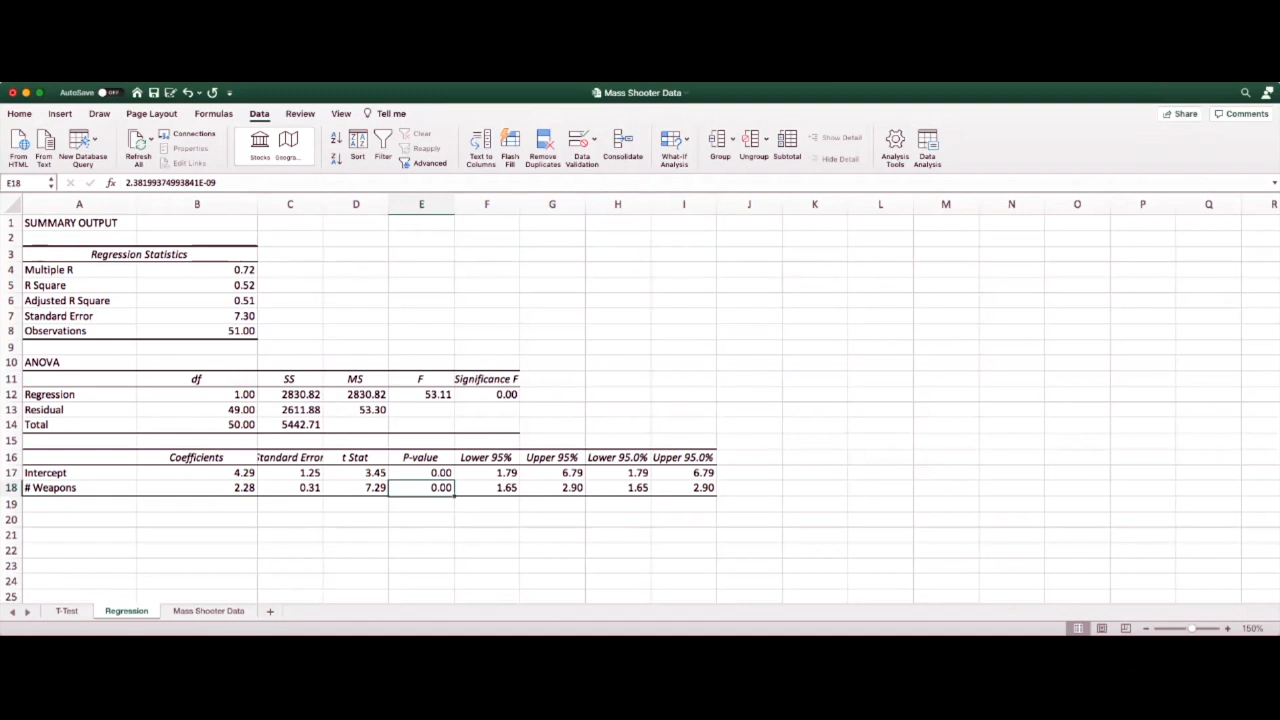 AutoSave OFF Mass Shooter Data
Home Insert Draw Page Layout Formulas Data Review View Tell me Share Comments
From HTML From Text New Database Query Refresh All Connections Properties Edit Links Stocks Geogra... Sort Filter Clear Reapply Advanced Text to Columns Flash Fill Remove Duplicates Data Validation Consolidate What-If Analysis Group Ungroup Subtotal Show Detail Hide Detail Analysis Tools Data Analysis
E18 fx 2.38199374993841E-09
A B C D E F G H I J K L M N O P Q R
1 SUMMARY OUTPUT
2
3 Regression Statistics
4 Multiple R 0.72
5 R Square 0.52
6 Adjusted R Square 0.51
7 Standard Error 7.30
8 Observations 51.00
9
10 ANOVA
11 df SS MS F Significance F
12 Regression 1.00 2830.82 2830.82 53.11 0.00
13 Residual 49.00 2611.88 53.30
14 Total 50.00 5442.71
15
16 Coefficients Standard Error t Stat P-value Lower 95% Upper 95% Lower 95.0% Upper 95.0%
17 Intercept 4.29 1.25 3.45 0.00 1.79 6.79 1.79 6.79
18 # Weapons 2.28 0.31 7.29 0.00 1.65 2.90 1.65 2.90
19
20
21
22
23
24
25
T-Test Regression Mass Shooter Data +
150%